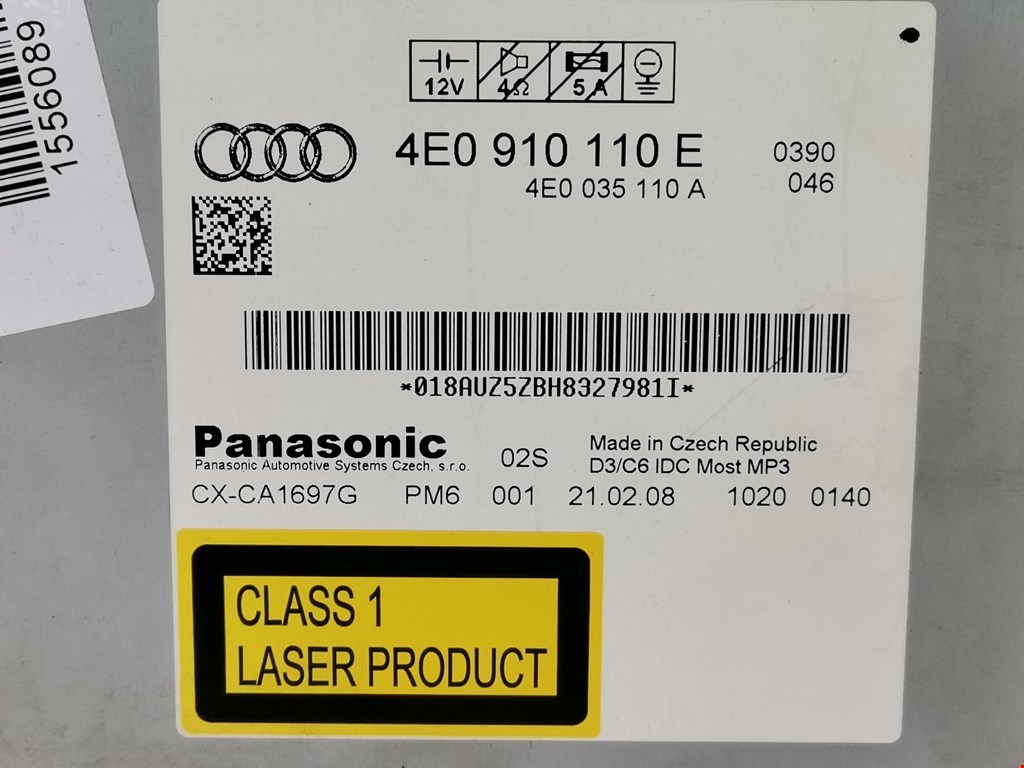 1556089
12V
4Ω
5 A
4E0 910 110 E
0390
4E0 035 110 A
046
*018AUZ5ZBH8327981I*
Panasonic
Panasonic Automotive Systems Czech, s.r.o.
02S
Made in Czech Republic
D3/C6 IDC Most MP3
CX-CA1697G PM6 001 21.02.08 1020 0140
CLASS 1
LASER PRODUCT